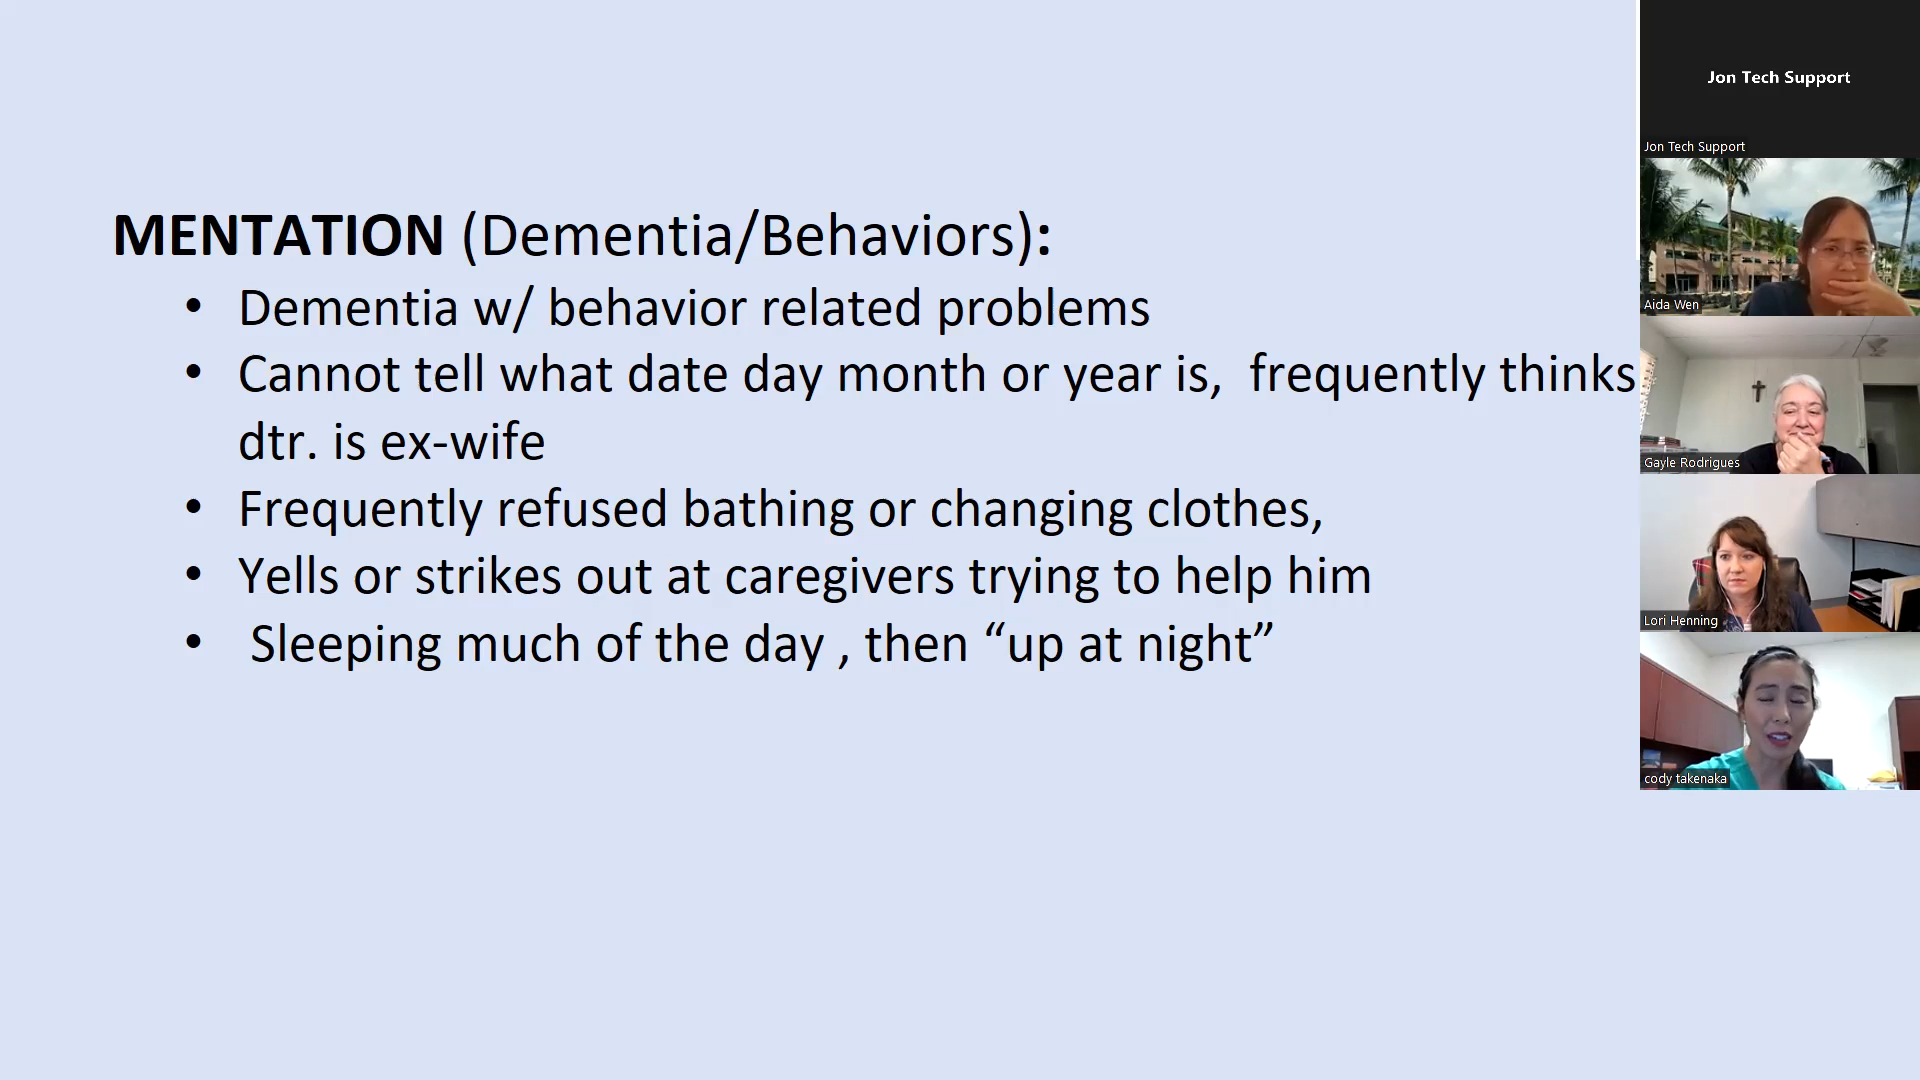 MENTATION (Dementia/Behaviors):
• Dementia w/ behavior related problems
• Cannot tell what date day month or year is,  frequently thinks
dtr. is ex-wife
• Frequently refused bathing or changing clothes,
• Yells or strikes out at caregivers trying to help him
• Sleeping much of the day , then “up at night”
Jon Tech Support
Jon Tech Support
Aida Wen
Gayle Rodrigues
Lori Henning
cody takenaka